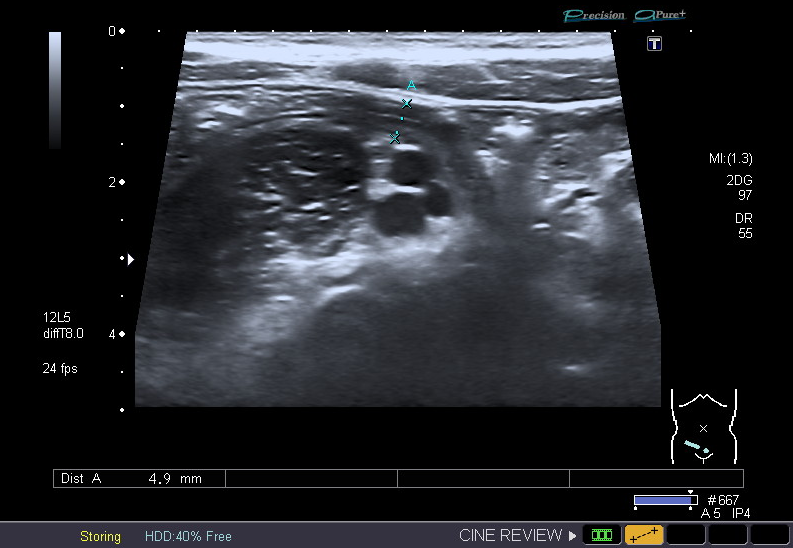 Precision APure+
0
T
A
MI:(1.3)
2DG
97
DR
55
2
12L5
diffT8.0
4
24 fps
Dist A 4.9 mm
#667
A 5 IP4
Storing HDD:40% Free CINE REVIEW